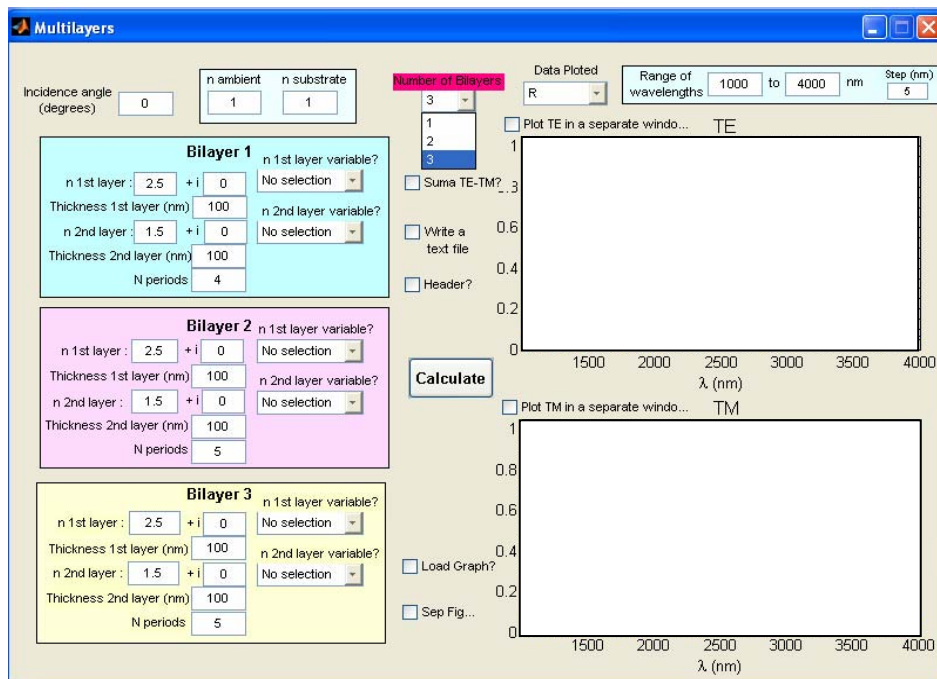 Multilayers
Incidence angle
(degrees)
0
n ambient
n substrate
1
1
Number of Bilayers
3
1
2
3
Data Ploted
R
Range of
wavelengths
1000
to
4000
nm
Step (nm)
5
Bilayer 1
n 1st layer :
2.5
+ i
0
n 1st layer variable?
No selection
Thickness 1st layer (nm)
100
n 2nd layer :
1.5
+ i
0
n 2nd layer variable?
No selection
Thickness 2nd layer (nm)
100
N periods
4
Bilayer 2
n 1st layer :
2.5
+ i
0
n 1st layer variable?
No selection
Thickness 1st layer (nm)
100
n 2nd layer :
1.5
+ i
0
n 2nd layer variable?
No selection
Thickness 2nd layer (nm)
100
N periods
5
Bilayer 3
n 1st layer :
2.5
+ i
0
n 1st layer variable?
No selection
Thickness 1st layer (nm)
100
n 2nd layer :
1.5
+ i
0
n 2nd layer variable?
No selection
Thickness 2nd layer (nm)
100
N periods
5
Suma TE-TM?
Write a
text file
Header?
Calculate
Load Graph?
Sep Fig...
Plot TE in a separate windo...
TE
1
0.6
0.4
0.2
0
1500 2000 2500 3000 3500 4000
λ (nm)
Plot TM in a separate windo...
TM
1
0.8
0.6
0.4
0.2
0
1500 2000 2500 3000 3500 4000
λ (nm)